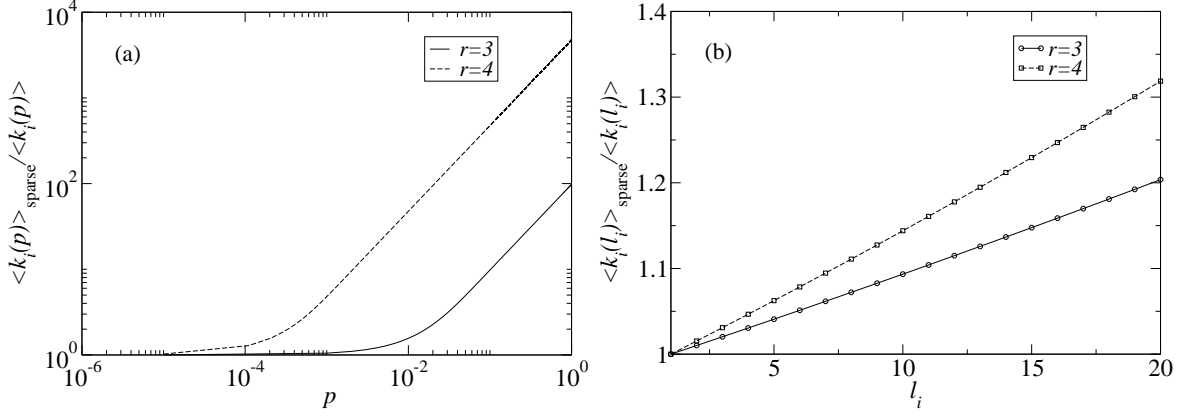 10^4
(a)
r=3
r=4
<k_i(p)>_sparse/<k_i(p)>
10^2
10^0
10^-6
10^-4
10^-2
10^0
p
1.4
(b)
r=3
r=4
<k_i(l_i)>_sparse/<k_i(l_i)>
1.3
1.2
1.1
1
5
10
15
20
l_i